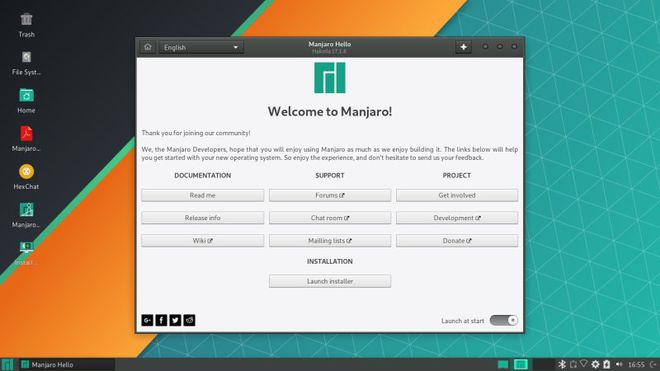 Trash
File Sys...
Home
Manjaro...
HexChat
Manjaro...
Install...
English
Manjaro Hello
Hakoila 17.1.6
Welcome to Manjaro!
Thank you for joining our community!
We, the Manjaro Developers, hope that you will enjoy using Manjaro as much as we enjoy building it. The links below will
help you get started with your new operating system. So enjoy the experience, and don't hesitate to send us your feedback.
DOCUMENTATION SUPPORT PROJECT
Read me Forums Get involved
Release info Chat room Development
Wiki Mailling lists Donate
INSTALLATION
Launch installer
G+
Launch at start
Manjaro Hello
16:55